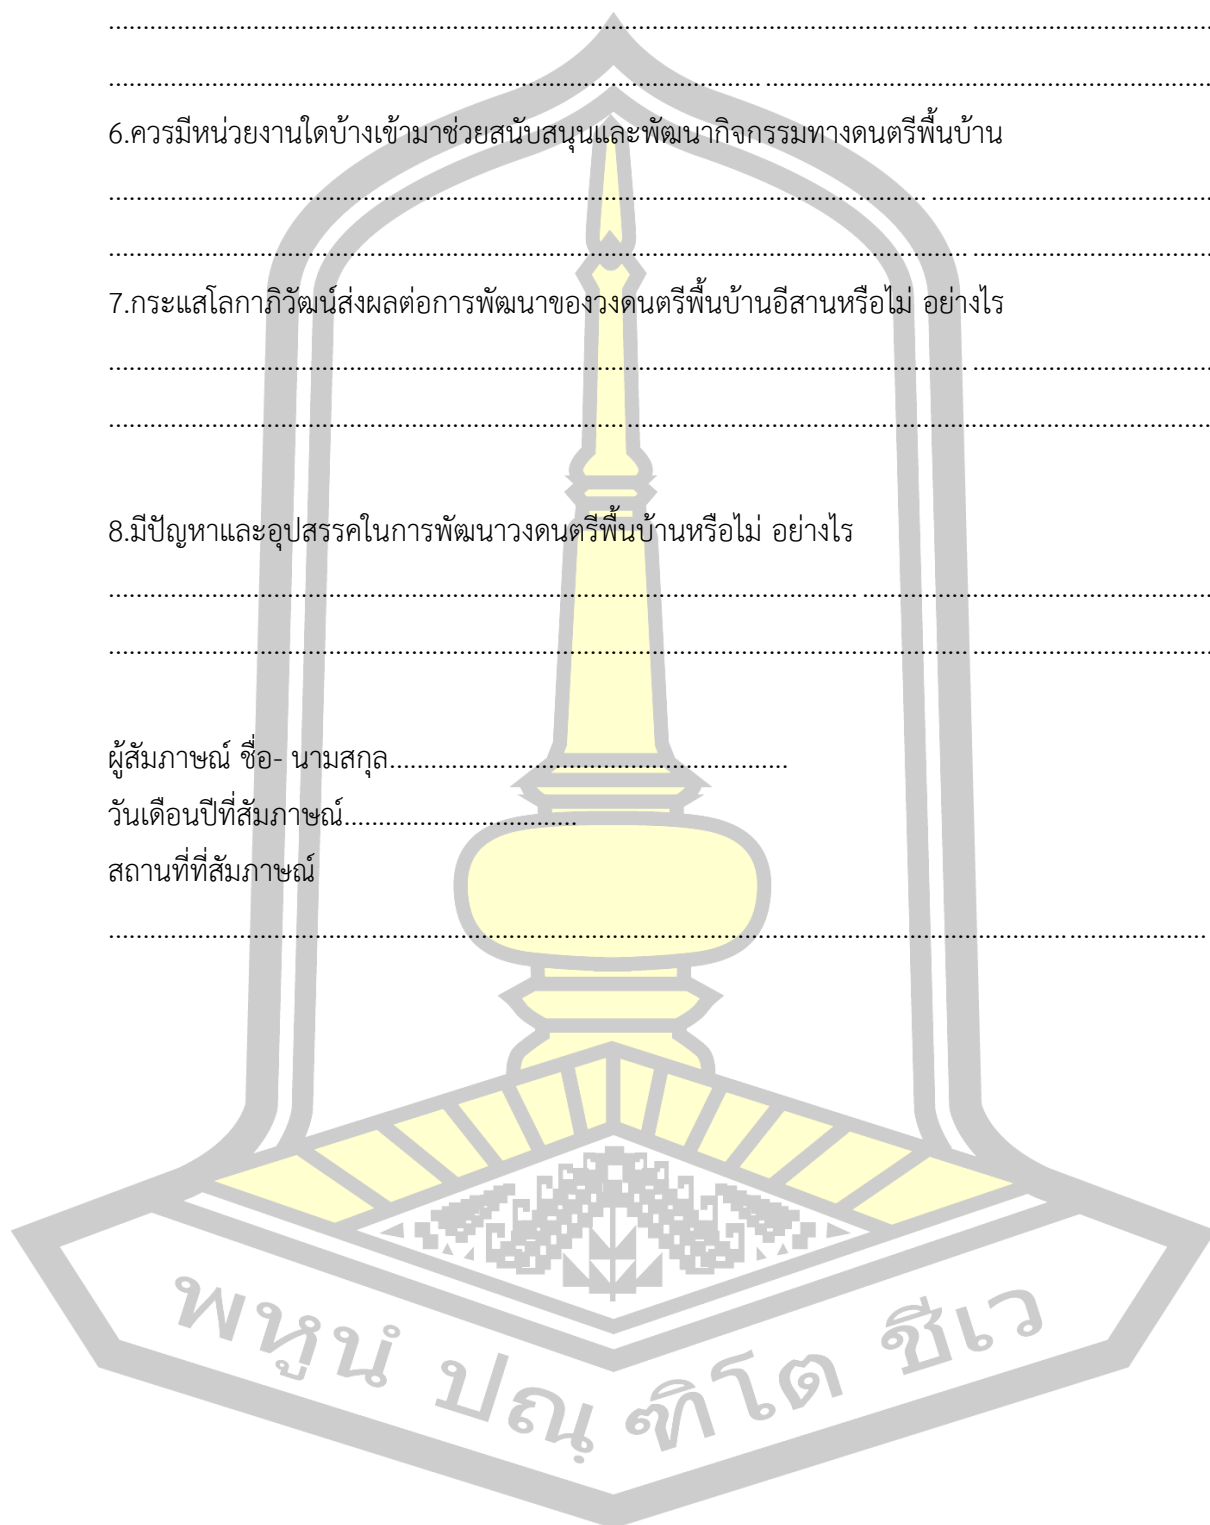 ........................................................................................................................... ..................................
............................................................................................. ................................................................
6.ควรมีหน่วยงานใดบ้างเข้ามาช่วยสนับสนุนและพัฒนากิจกรรมทางดนตรีพื้นบ้าน
..................................................................................................................... ........................................
........................................................................................................................... ..................................
7.กระแสโลกาภิวัฒน์ส่งผลต่อการพัฒนาของวงดนตรีพื้นบ้านอีสานหรือไม่ อย่างไร
........................................................................................................................... ..................................
..............................................................................................................................................................
8.มีปัญหาและอุปสรรคในการพัฒนาวงดนตรีพื้นบ้านหรือไม่ อย่างไร
........................................................................................................... ..................................................
........................................................................................................................... ..................................
ผู้สัมภาษณ์ ชื่อ- นามสกุล..........................................................
วันเดือนปีที่สัมภาษณ์..................................
สถานที่ที่สัมภาษณ์
..............................................................................................................................................................
พหูนํ ปณฺ ฑิโต ชีเว